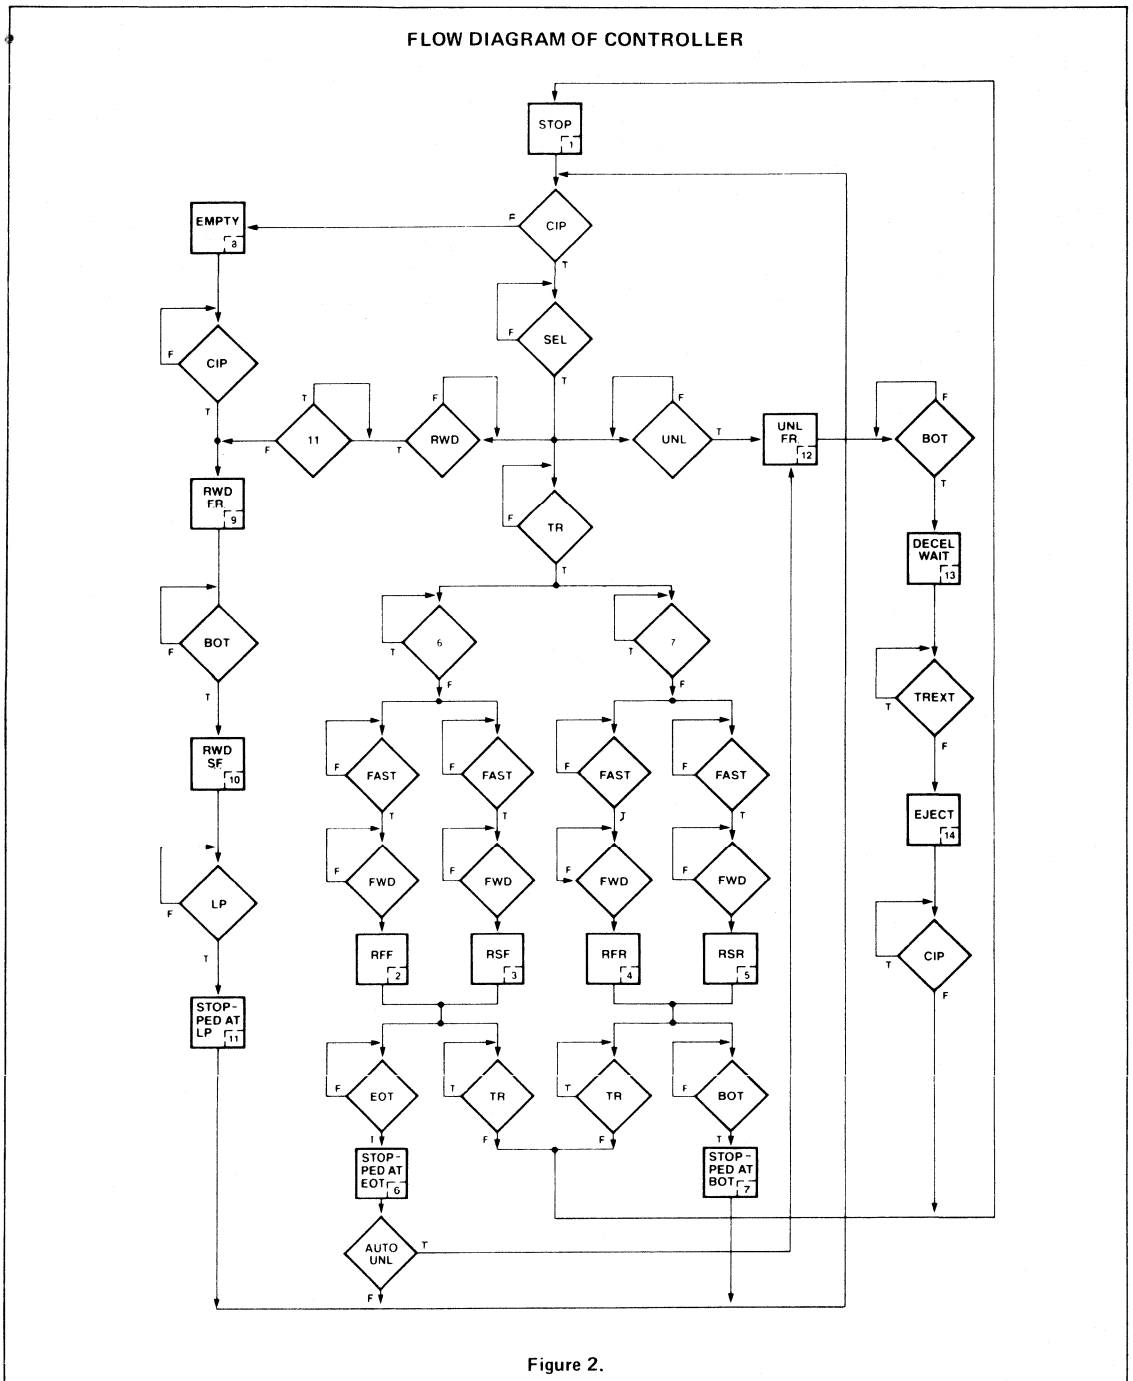 FLOW DIAGRAM OF CONTROLLER
STOP
1
EMPTY
8
F
CIP
T
F
SEL
T
F
CIP
T
T
11
F
F
RWD
T
F
UNL
T
UNL
FR.
12
F
BOT
T
RWD
FR
9
F
TR
T
DECEL
WAIT
13
F
BOT
T
6
T
F
7
T
F
TREXT
T
F
RWD
SF
10
F
FAST
T
F
FAST
T
F
FAST
T
F
FAST
T
EJECT
14
F
LP
T
F
FWD
F
FWD
F
FWD
F
FWD
RFF
2
RSF
3
RFR
4
RSR
5
CIP
T
F
STOP-
PED AT
LP
11
F
EOT
T
T
TR
F
T
TR
F
F
BOT
T
STOP-
PED AT
EOT
6
STOP-
PED AT
BOT
7
AUTO
UNL
T
F
Figure 2.